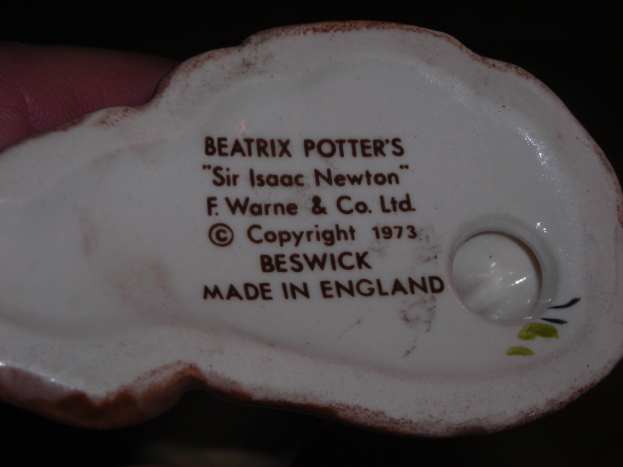 BEATRIX POTTER'S
"Sir Isaac Newton"
F. Warne & Co. Ltd.
© Copyright 1973
BESWICK
MADE IN ENGLAND